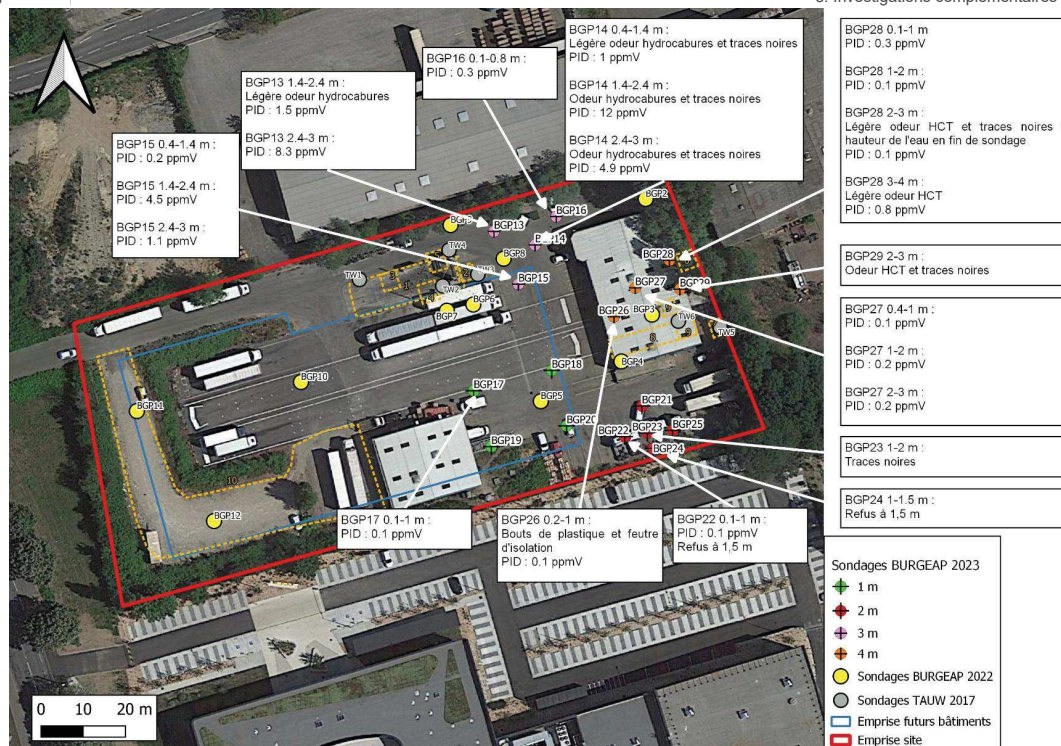 BGP14 0.4-1.4 m :
Légère odeur hydrocabures et traces noires
PID : 1 ppmV
BGP14 1.4-2.4 m :
Odeur hydrocabures et traces noires
PID : 12 ppmV
BGP14 2.4-3 m :
Odeur hydrocabures et traces noires
PID : 4.9 ppmV
BGP28 0.1-1 m
PID : 0.3 ppmV
BGP28 1-2 m :
PID : 0.1 ppmV
BGP28 2-3 m :
Légère odeur HCT et traces noires
hauteur de l'eau en fin de sondage
PID : 0.1 ppmV
BGP28 3-4 m :
Légère odeur HCT
PID : 0.8 ppmV
BGP16 0.1-0.8 m :
PID : 0.3 ppmV
BGP13 1.4-2.4 m :
Légère odeur hydrocabures
PID : 1.5 ppmV
BGP13 2.4-3 m :
PID : 8.3 ppmV
BGP15 0.4-1.4 m :
PID : 0.2 ppmV
BGP15 1.4-2.4 m :
PID : 4.5 ppmV
BGP15 2.4-3 m :
PID : 1.1 ppmV
BGP29 2-3 m :
Odeur HCT et traces noires
BGP27 0.4-1 m :
PID : 0.1 ppmV
BGP27 1-2 m :
PID : 0.2 ppmV
BGP27 2-3 m :
PID : 0.2 ppmV
BGP23 1-2 m :
Traces noires
BGP24 1-1.5 m :
Refus à 1,5 m
BGP2
BGP16
BGP13
BGP14
BGP8
TW4
BGP28
TW1
3
1
2
TW3
BGP15
TW2
BGP27
BGP29
BGP6
BGP7
BGP26
BGP3
9
TW6
9
TW5
8
BGP4
BGP10
BGP18
BGP17
BGP5
BGP11
BGP21
BGP20
BGP22
BGP23
BGP25
BGP19
BGP24
10
BGP12
BGP17 0.1-1 m :
PID : 0.1 ppmV
BGP26 0.2-1 m :
Bouts de plastique et feutre
d'isolation
PID : 0.1 ppmV
BGP22 0.1-1 m :
PID : 0.1 ppmV
Refus à 1,5 m
Sondages BURGEAP 2023
1 m
2 m
3 m
4 m
Sondages BURGEAP 2022
Sondages TAUW 2017
Emprise futurs bâtiments
Emprise site
0 10 20 m